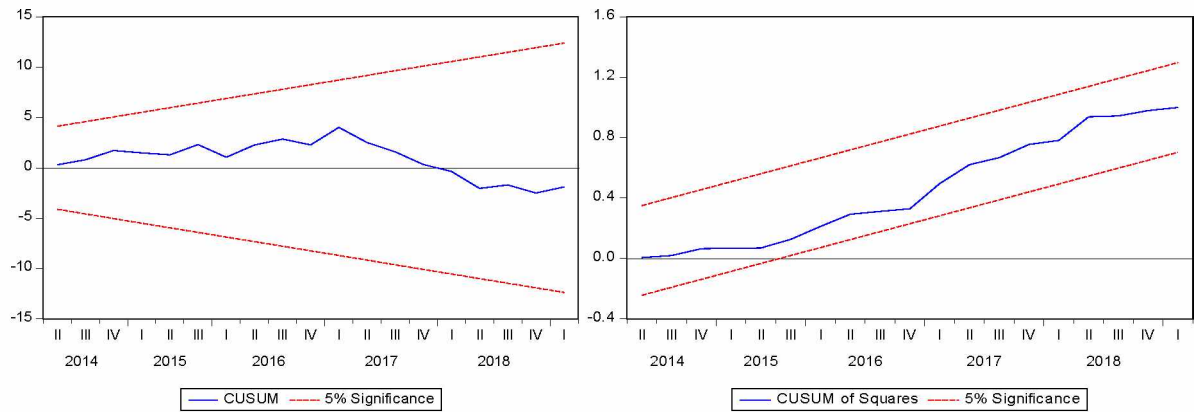 15
10
5
0
-5
-10
-15
II III IV I II III I II III IV I II III IV I II III IV I
2014 2015 2016 2017 2018
CUSUM 5% Significance
1.6
1.2
0.8
0.4
0.0
-0.4
II III IV I II III I II III IV I II III IV I II III IV I
2014 2015 2016 2017 2018
CUSUM of Squares 5% Significance